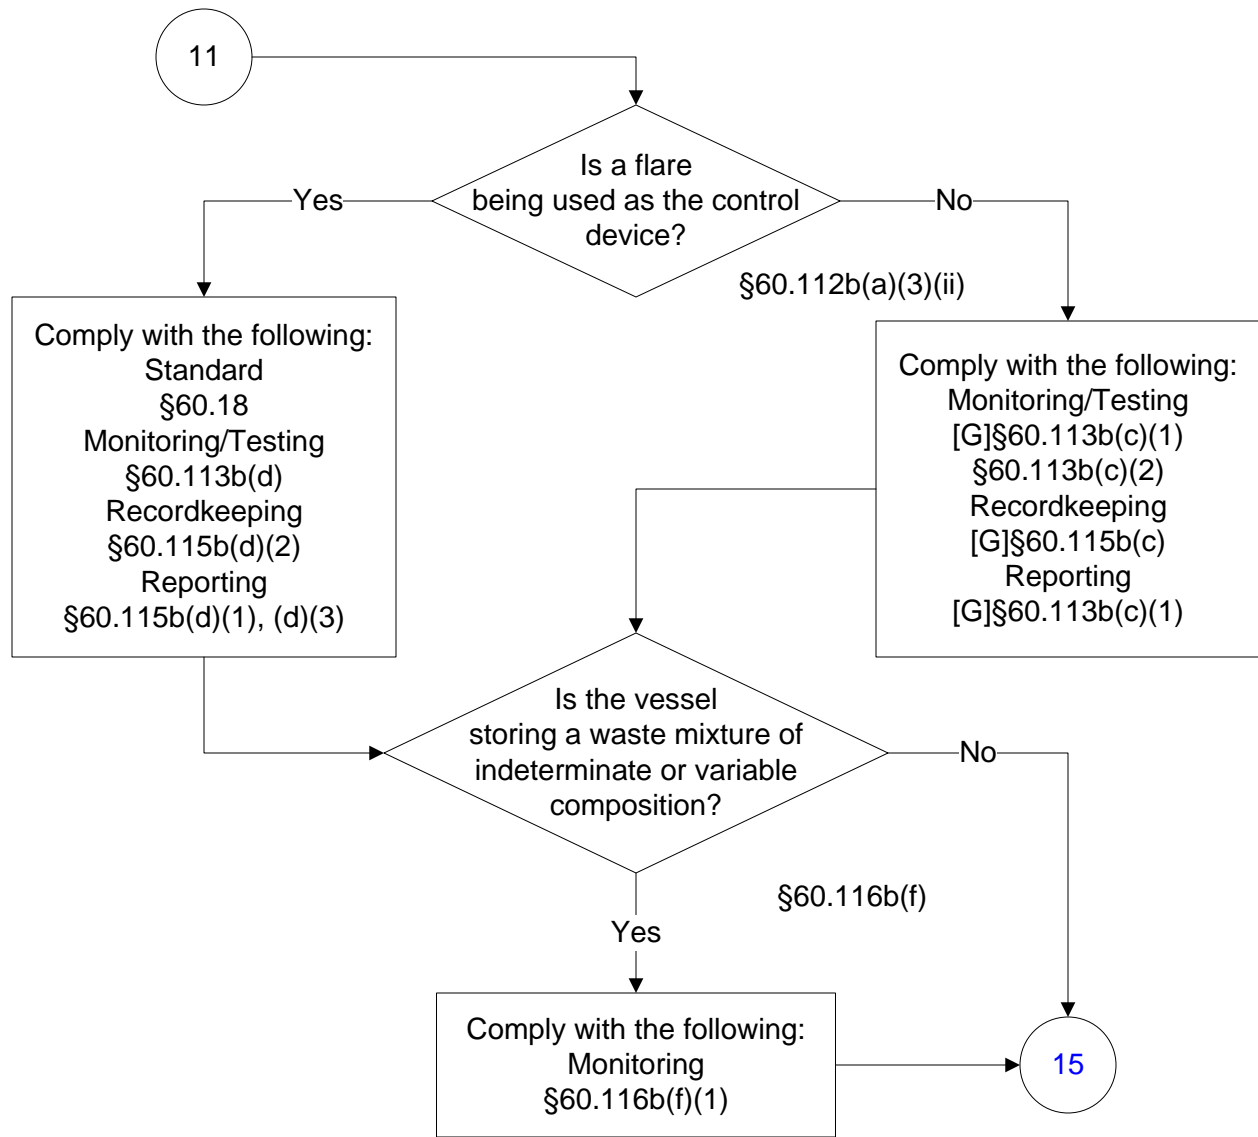 11
Is a flare
being used as the control
device?
Yes
No
§60.112b(a)(3)(ii)
Comply with the following:
Standard
§60.18
Monitoring/Testing
§60.113b(d)
Recordkeeping
§60.115b(d)(2)
Reporting
§60.115b(d)(1), (d)(3)
Comply with the following:
Monitoring/Testing
[G]§60.113b(c)(1)
§60.113b(c)(2)
Recordkeeping
[G]§60.115b(c)
Reporting
[G]§60.113b(c)(1)
Is the vessel
storing a waste mixture of
indeterminate or variable
composition?
No
§60.116b(f)
Yes
Comply with the following:
Monitoring
§60.116b(f)(1)
15